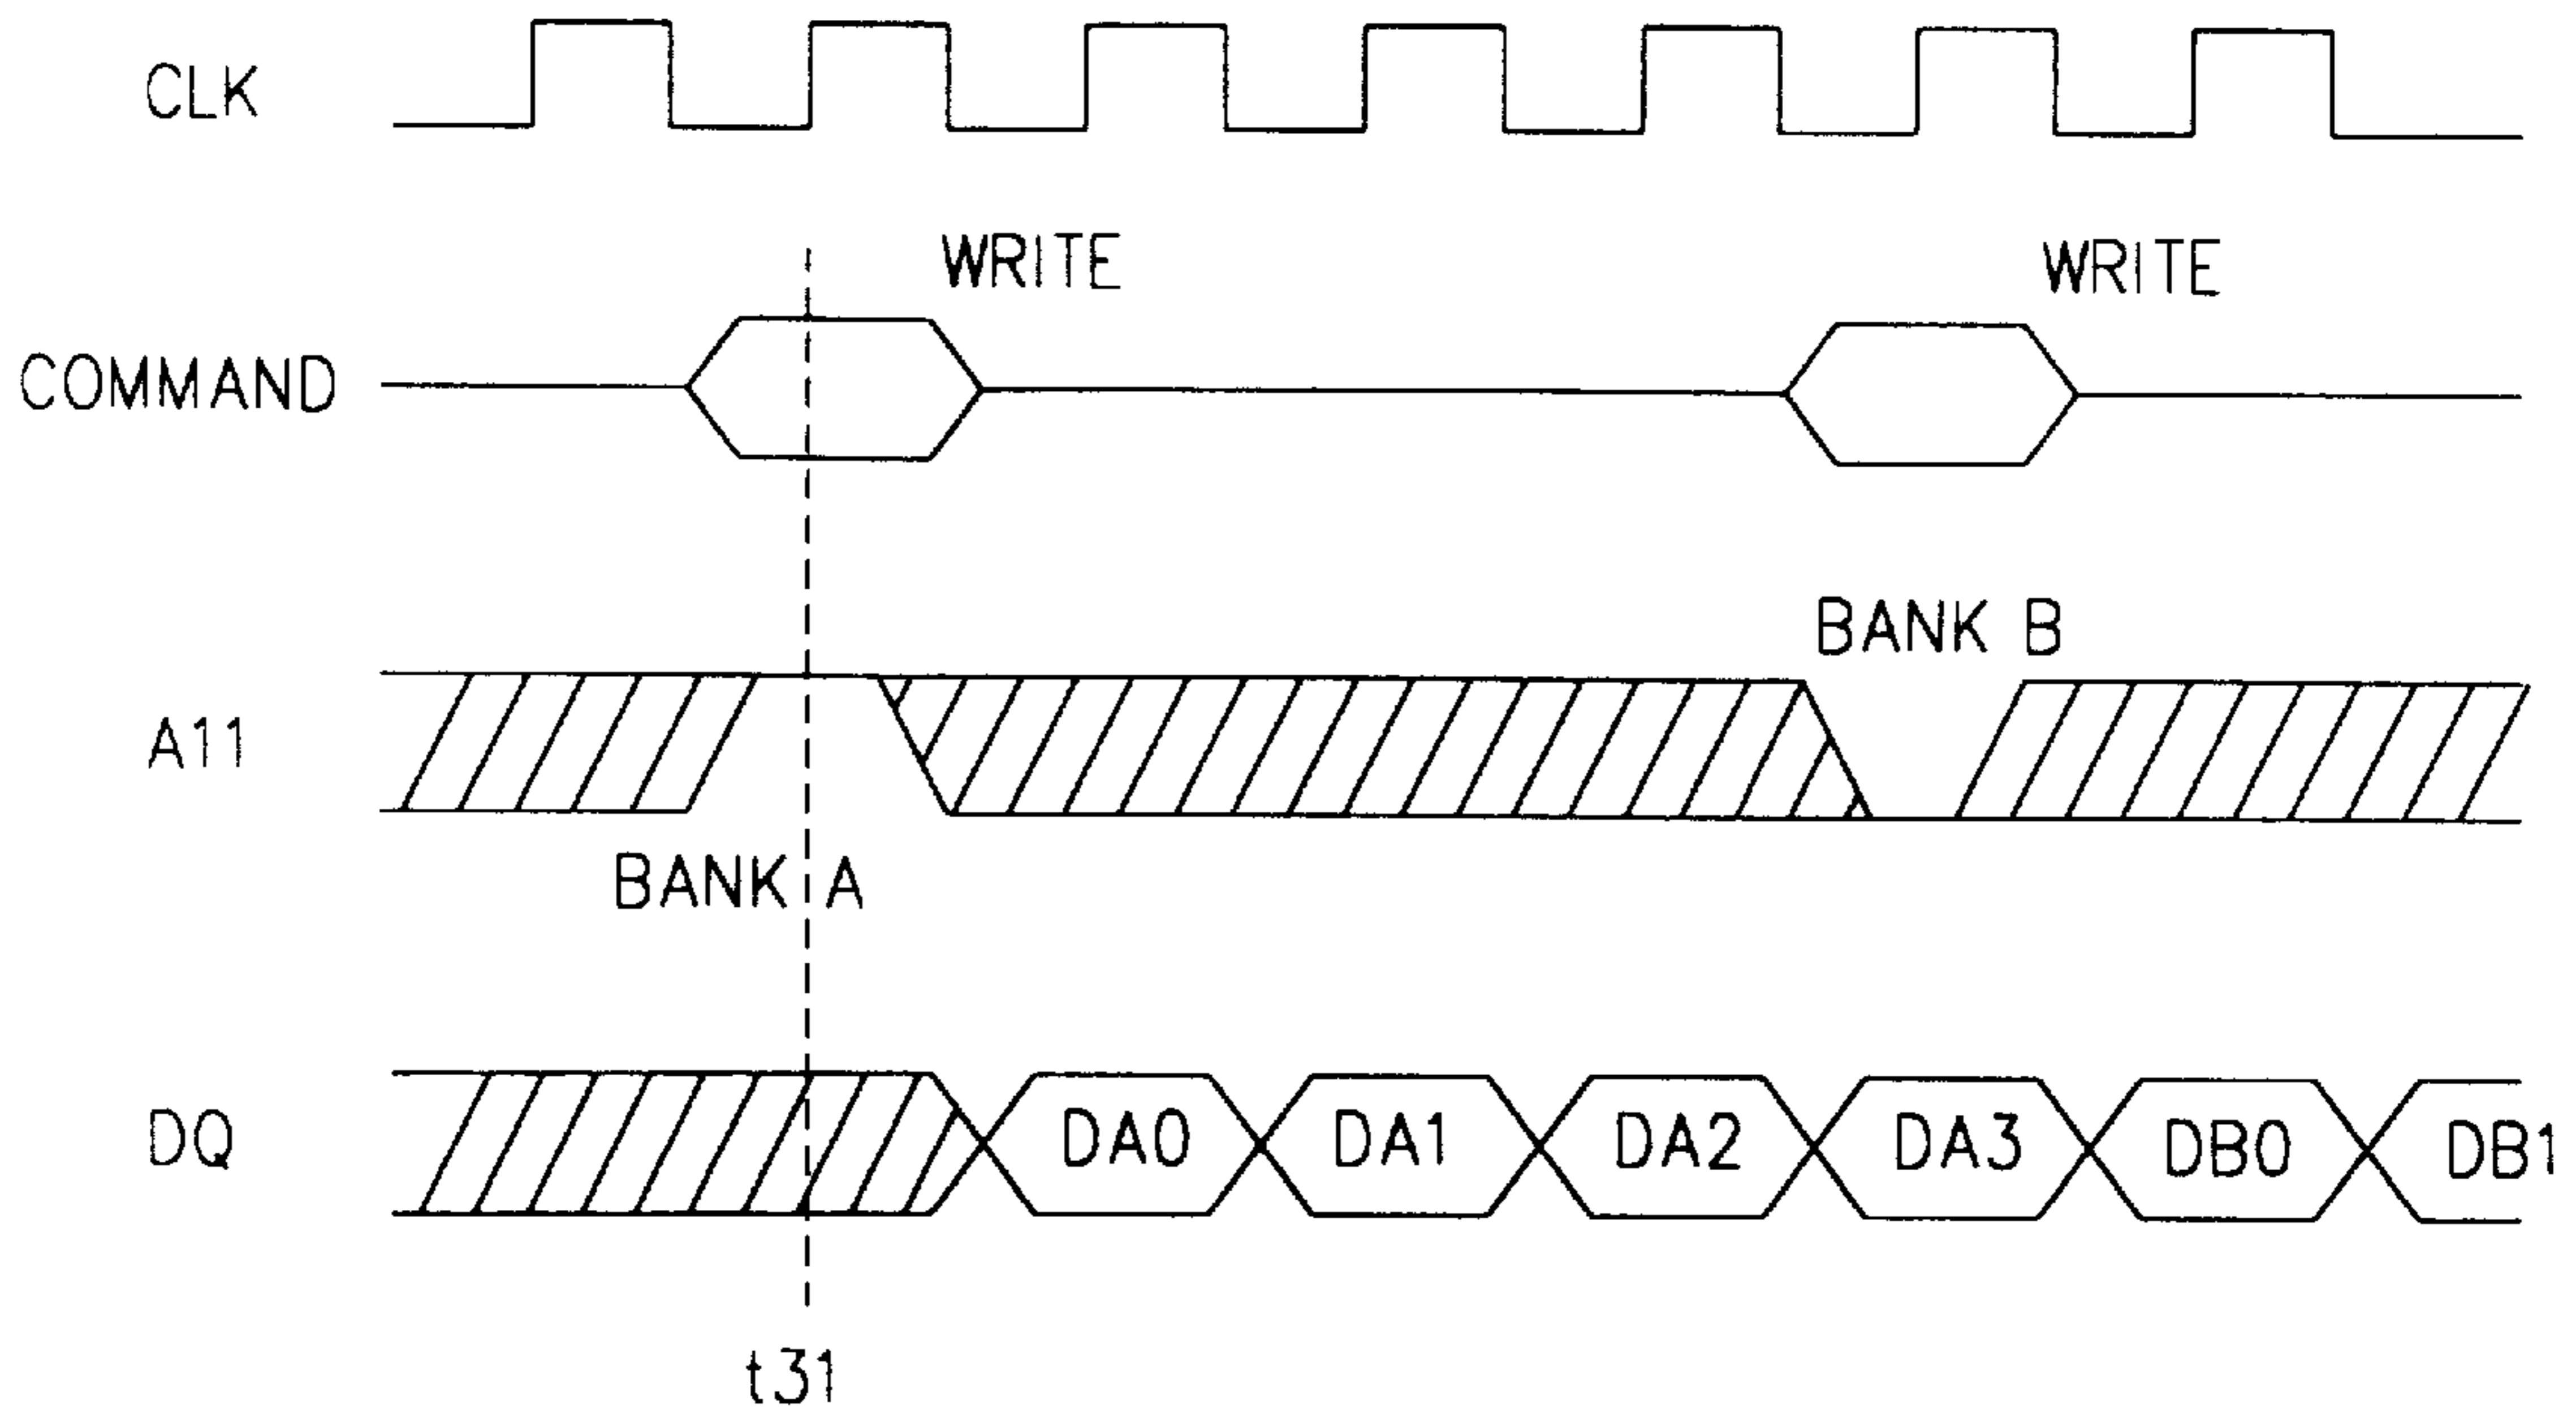 CLK
WRITE WRITE
COMMAND
BANK B
A11
BANK A
DQ DA0 DA1 DA2 DA3 DB0 DB1
t31